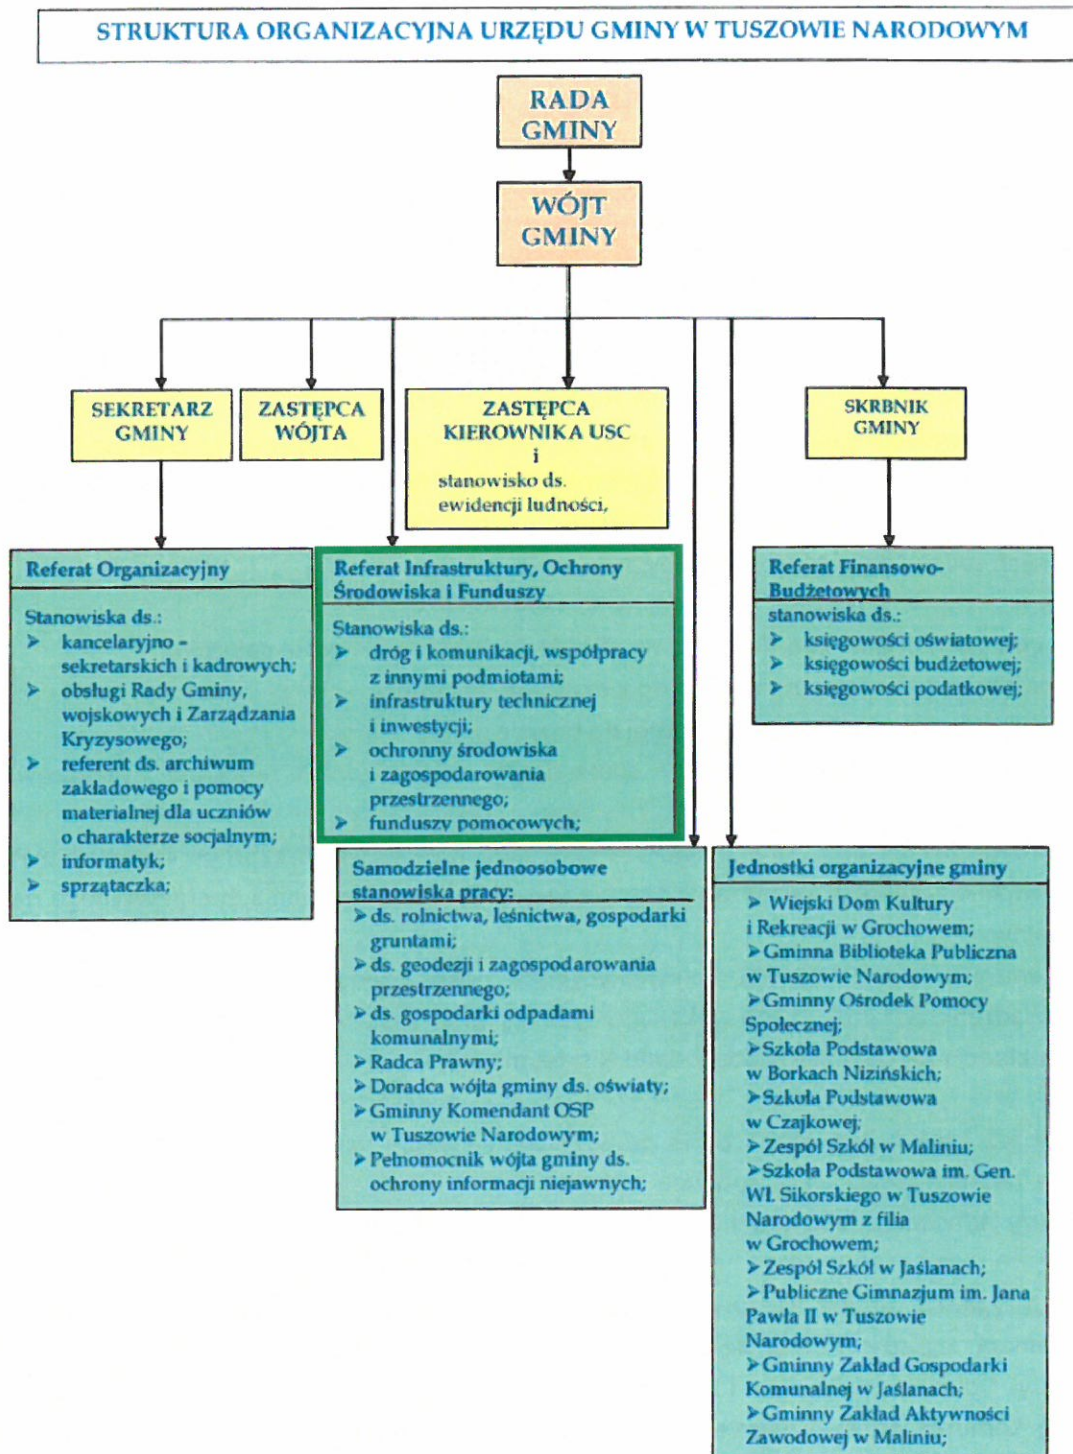 STRUKTURA ORGANIZACYJNA URZĘDU GMINY W TUSZOWIE NARODOWYM
RADA
GMINY
WÓJT
GMINY
SEKRETARZ
GMINY
ZASTĘPCA
WÓJTA
ZASTĘPCA
KIEROWNIKA USC
i
stanowisko ds.
ewidencji ludności,
SKRBNIK
GMINY
Referat Organizacyjny
Stanowiska ds.:
➢ kancelaryjno –
sekretarskich i kadrowych;
➢ obsługi Rady Gminy,
wojskowych i Zarządzania
Kryzysowego;
➢ referent ds. archiwum
zakładowego i pomocy
materialnej dla uczniów
o charakterze socjalnym;
➢ informatyk;
➢ sprzątaczka;
Referat Infrastruktury, Ochrony
Środowiska i Funduszy
Stanowiska ds.:
➢ dróg i komunikacji, współpracy
z innymi podmiotami;
➢ infrastruktury technicznej
i inwestycji;
➢ ochronny środowiska
i zagospodarowania
przestrzennego;
➢ funduszy pomocowych;
Referat Finansowo-
Budżetowych
stanowiska ds.:
➢ księgowości oświatowej;
➢ księgowości budżetowej;
➢ księgowości podatkowej;
Samodzielne jednoosobowe
stanowiska pracy:
➢ ds. rolnictwa, leśnictwa, gospodarki
gruntami;
➢ ds. geodezji i zagospodarowania
przestrzennego;
➢ ds. gospodarki odpadami
komunalnymi;
➢ Radca Prawny;
➢ Doradca wójta gminy ds. oświaty;
➢ Gminny Komendant OSP
w Tuszowie Narodowym;
➢ Pełnomocnik wójta gminy ds.
ochrony informacji niejawnych;
Jednostki organizacyjne gminy
➢ Wiejski Dom Kultury
i Rekreacji w Grochowem;
➢ Gminna Biblioteka Publiczna
w Tuszowie Narodowym;
➢ Gminny Ośrodek Pomocy
Społecznej;
➢ Szkoła Podstawowa
w Borkach Nizińskich;
➢ Szkoła Podstawowa
w Czajkowej;
➢ Zespół Szkół w Maliniu;
➢ Szkoła Podstawowa im. Gen.
Wł. Sikorskiego w Tuszowie
Narodowym z filia
w Grochowem;
➢ Zespół Szkół w Jaślanach;
➢ Publiczne Gimnazjum im. Jana
Pawła II w Tuszowie
Narodowym;
➢ Gminny Zakład Gospodarki
Komunalnej w Jaślanach;
➢ Gminny Zakład Aktywności
Zawodowej w Maliniu;